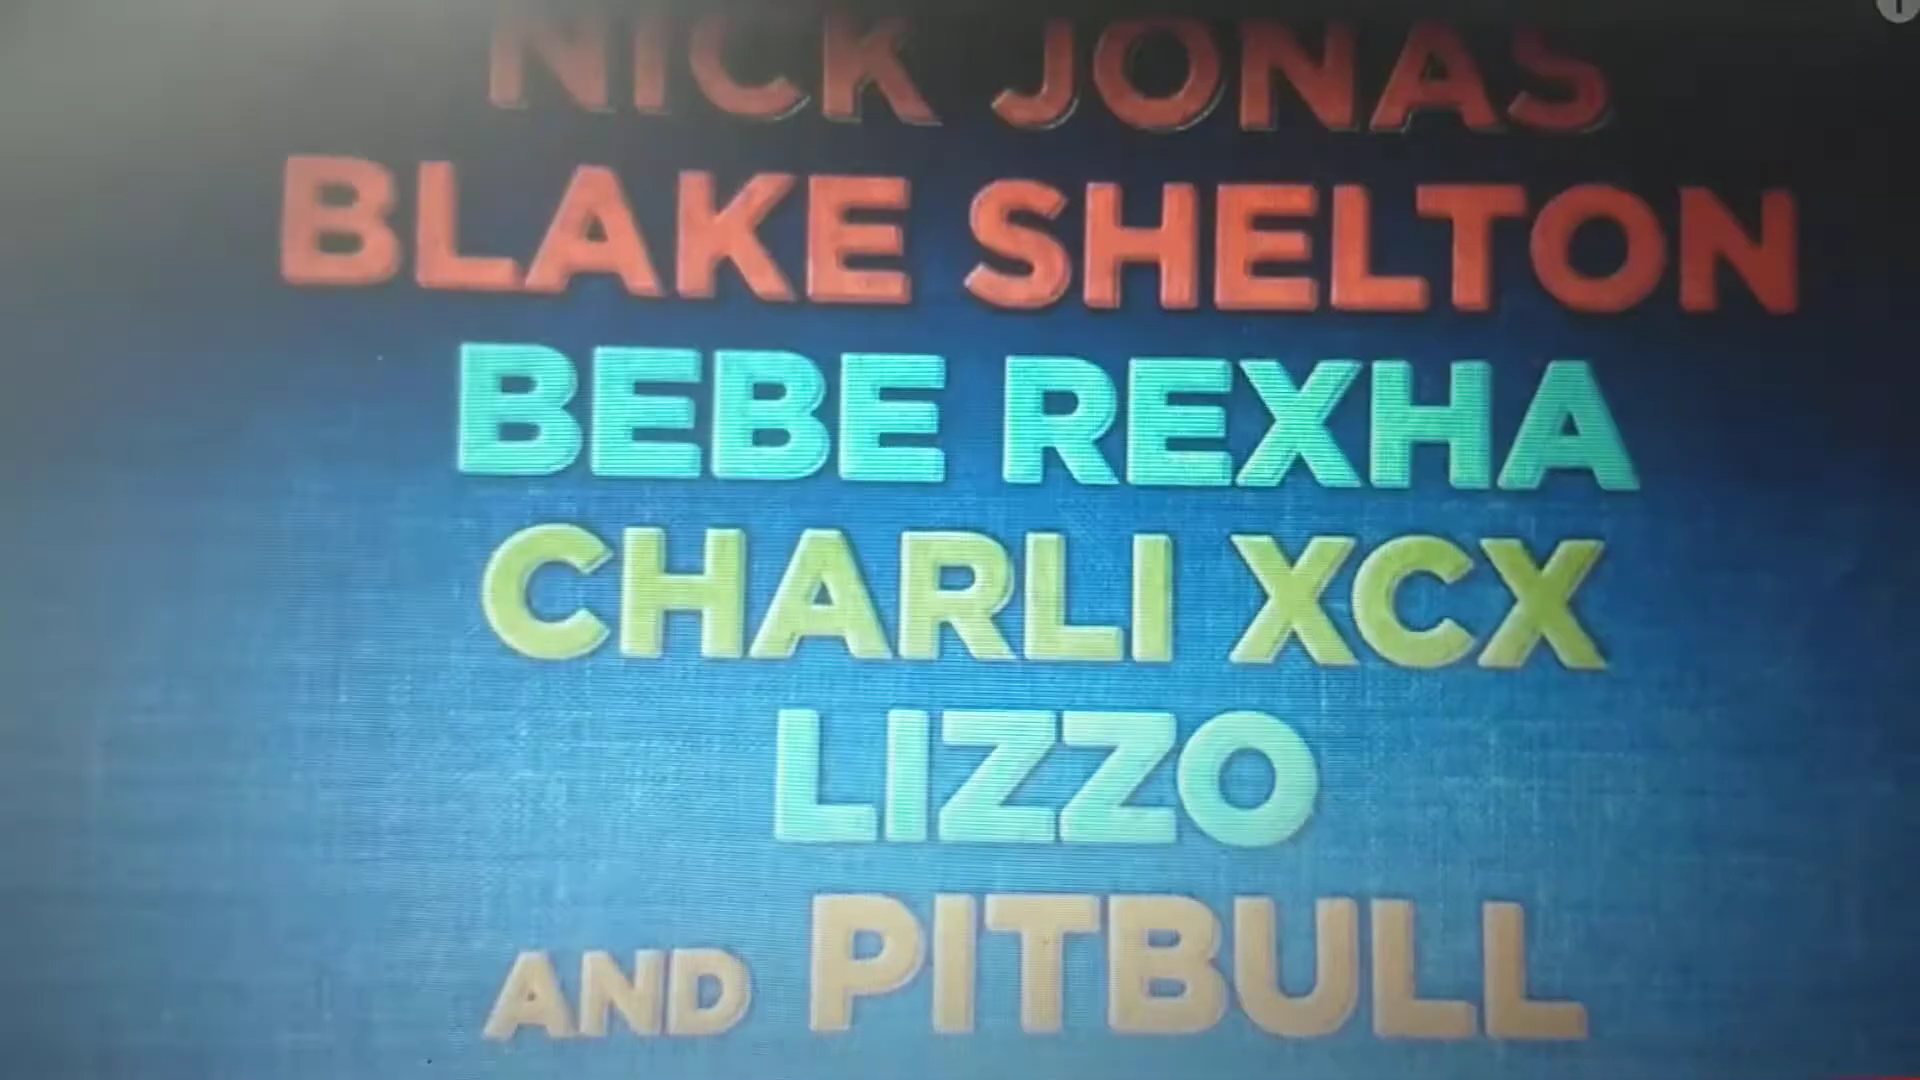 NICK JONAS
BLAKE SHELTON
BEBE REXHA
CHARLI XCX
LIZZO
AND PITBULL